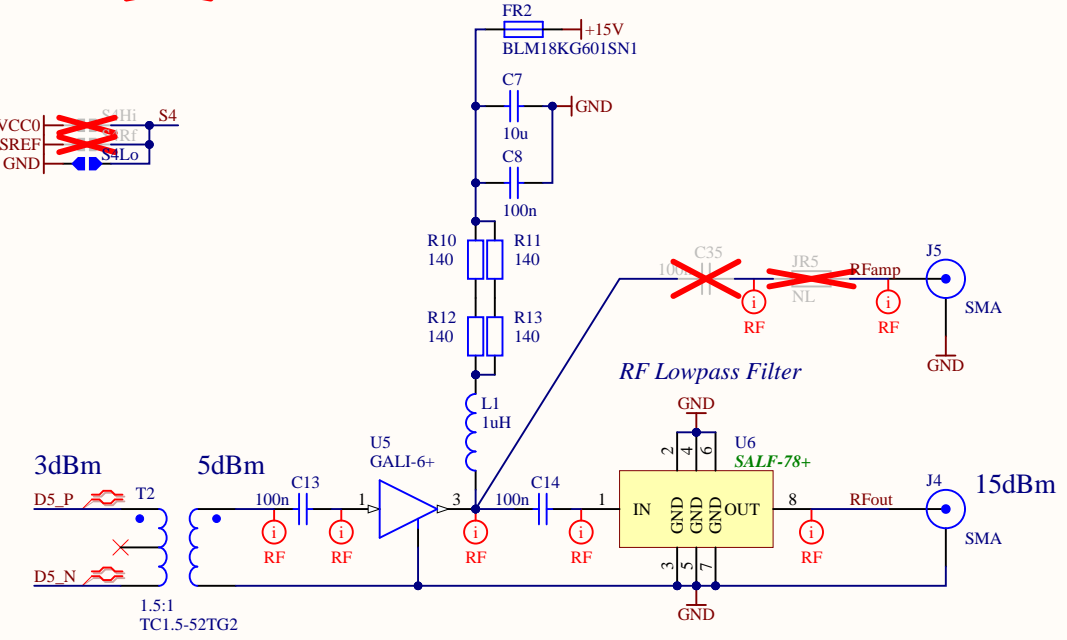 FR2
+15V
BLM18KG601SN1
C7
GND
10u
C8
100n
S4Hi
S4
VCC0
SREF
S4Lo
GND
R10
140
R11
140
R12
140
R13
140
C35
JR5
RFamp
NL
J5
SMA
i
RF
i
RF
GND
RF Lowpass Filter
L1
1uH
GND
U5
GALI-6+
U6
SALF-78+
2
4
6
3dBm
5dBm
15dBm
D5_P
T2
100n
C13
1
3
100n
C14
1
IN
GND
GND
GND
OUT
8
RFout
J4
SMA
i
RF
i
RF
i
RF
i
RF
i
RF
D5_N
3
5
7
GND
1.5:1
TC1.5-52TG2